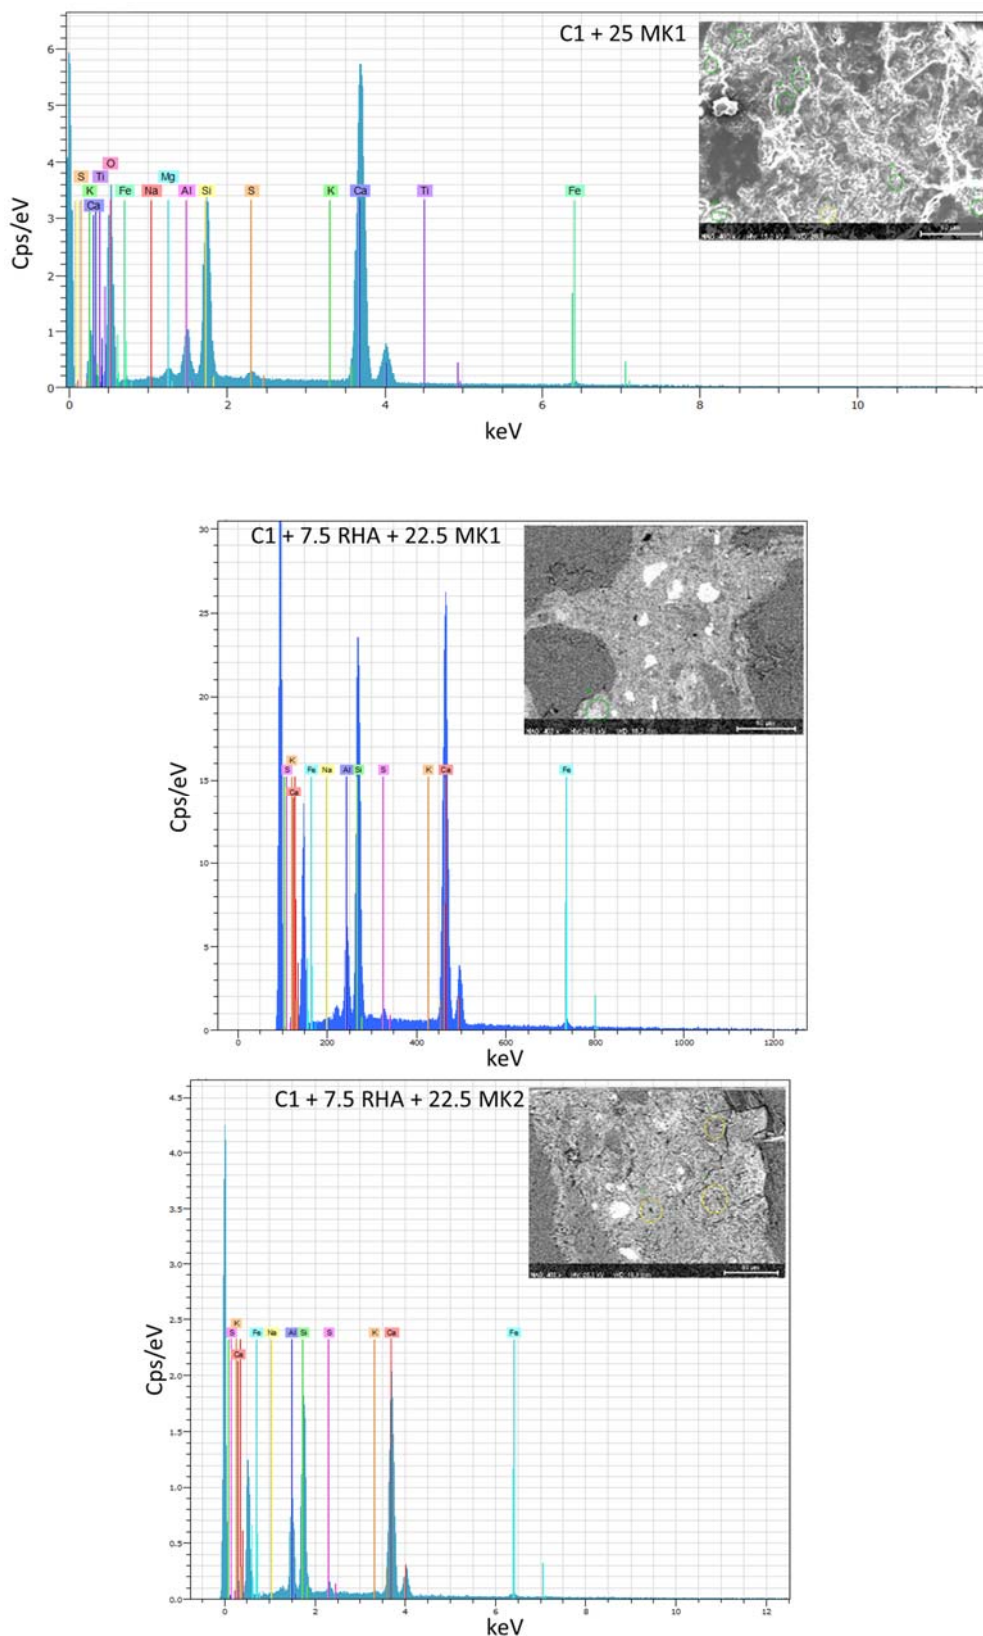 C1 + 25 MK1
6
5
4
O
S Ti Mg
K Fe Na Al Si S K Ca Ti Fe
Ca
3
2
1
0
0 2 4 6 8 10
Cps/eV
keV
C1 + 7.5 RHA + 22.5 MK1
30
25
20
15
K
S Fe Na Al Si S K Ca Fe
Ca
10
5
0
0 200 400 600 800 1000 1200
Cps/eV
keV
C1 + 7.5 RHA + 22.5 MK2
4.5
4.0
3.5
3.0
2.5
K
S Fe Na Al Si S K Ca Fe
Ca
2.0
1.5
1.0
0.5
0.0
0 2 4 6 8 10 12
Cps/eV
keV